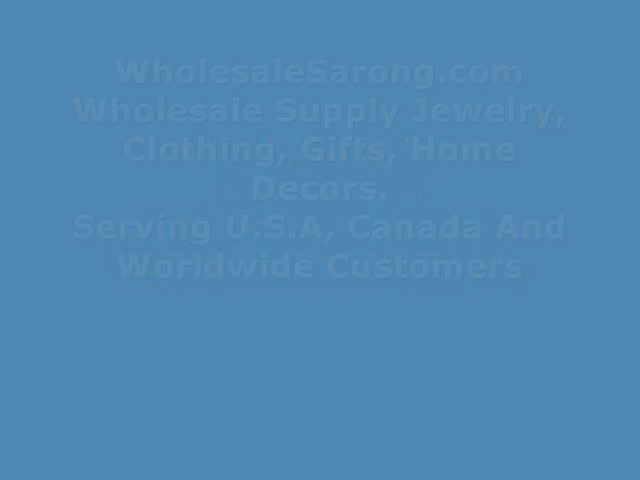 WholesaleSarong.com
Wholesale Supply Jewelry,
Clothing, Gifts, Home
Decors.
Serving U.S.A, Canada And
Worldwide Customers